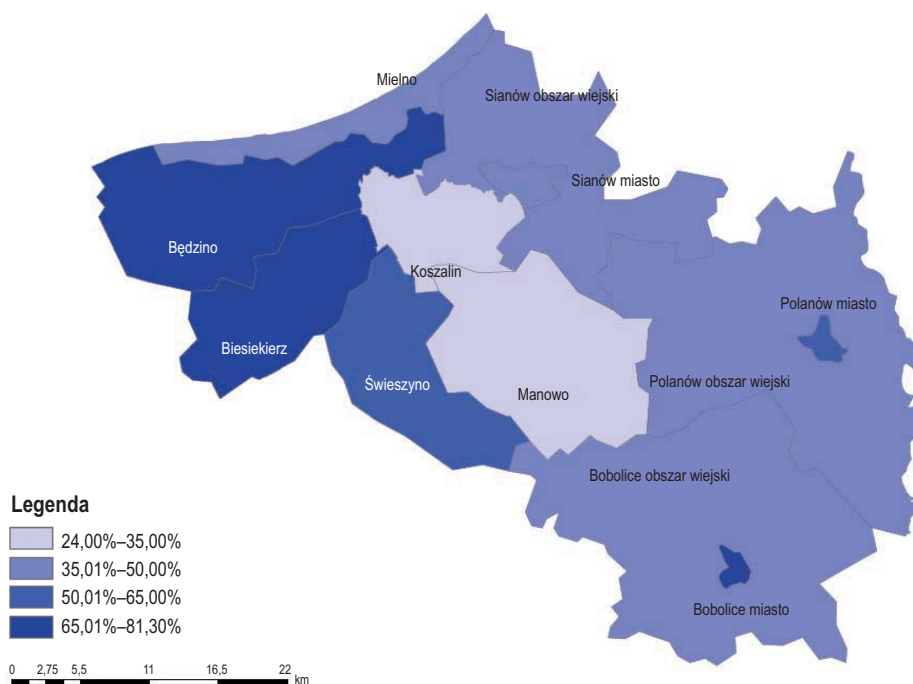 Mielno
Sianów obszar wiejski
Sianów miasto
Będzino
Koszalin
Polanów miasto
Biesiekierz
Świeszyno
Manowo
Polanów obszar wiejski
Bobolice obszar wiejski
Bobolice miasto
Legenda
24,00%–35,00%
35,01%–50,00%
50,01%–65,00%
65,01%–81,30%
0 2,75 5,5 11 16,5 22
km